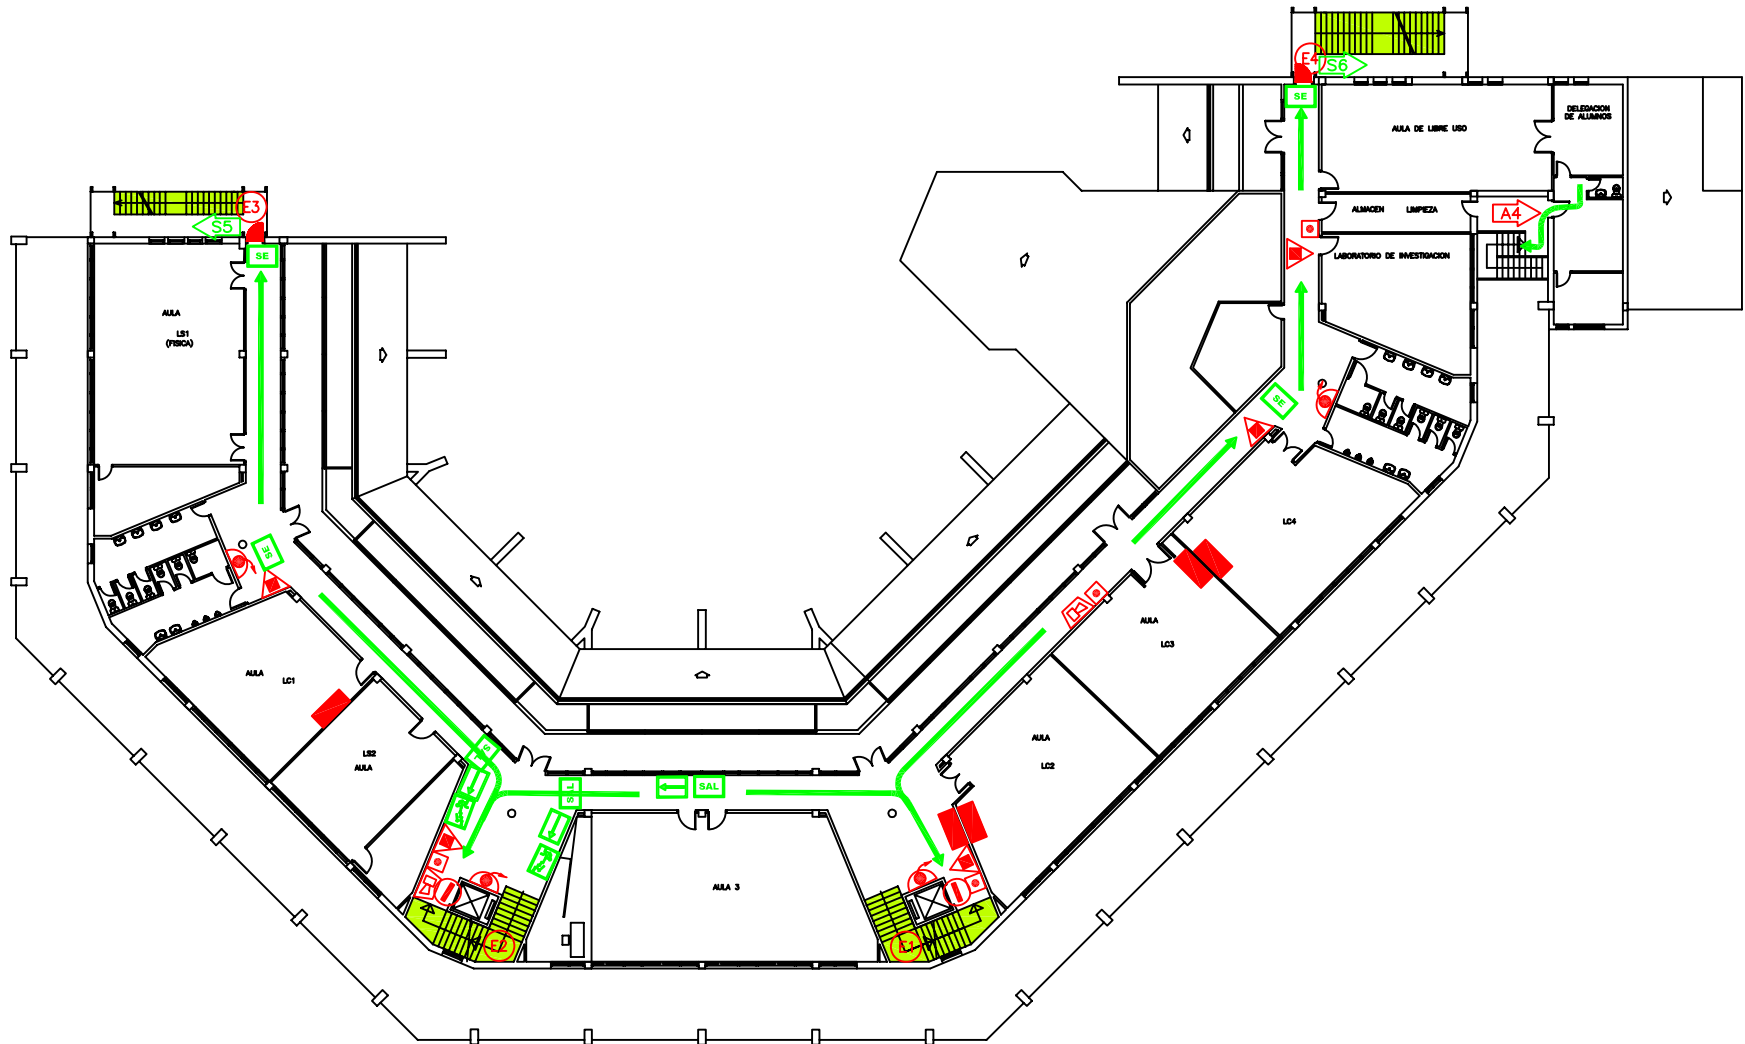 E4
S6
SE
DELEGACION
DE ALUMNOS
AULA DE LIBRE USO
E3
S5
SE
ALMACEN LIMPIEZA
A4
LABORATORIO DE INVESTIGACION
AULA
LS1
(FISICA)
SE
SE
LC4
AULA
LC3
AULA
LC1
AULA
LC2
LS2
AULA
SAL
SAL
AULA 3
E2
E1